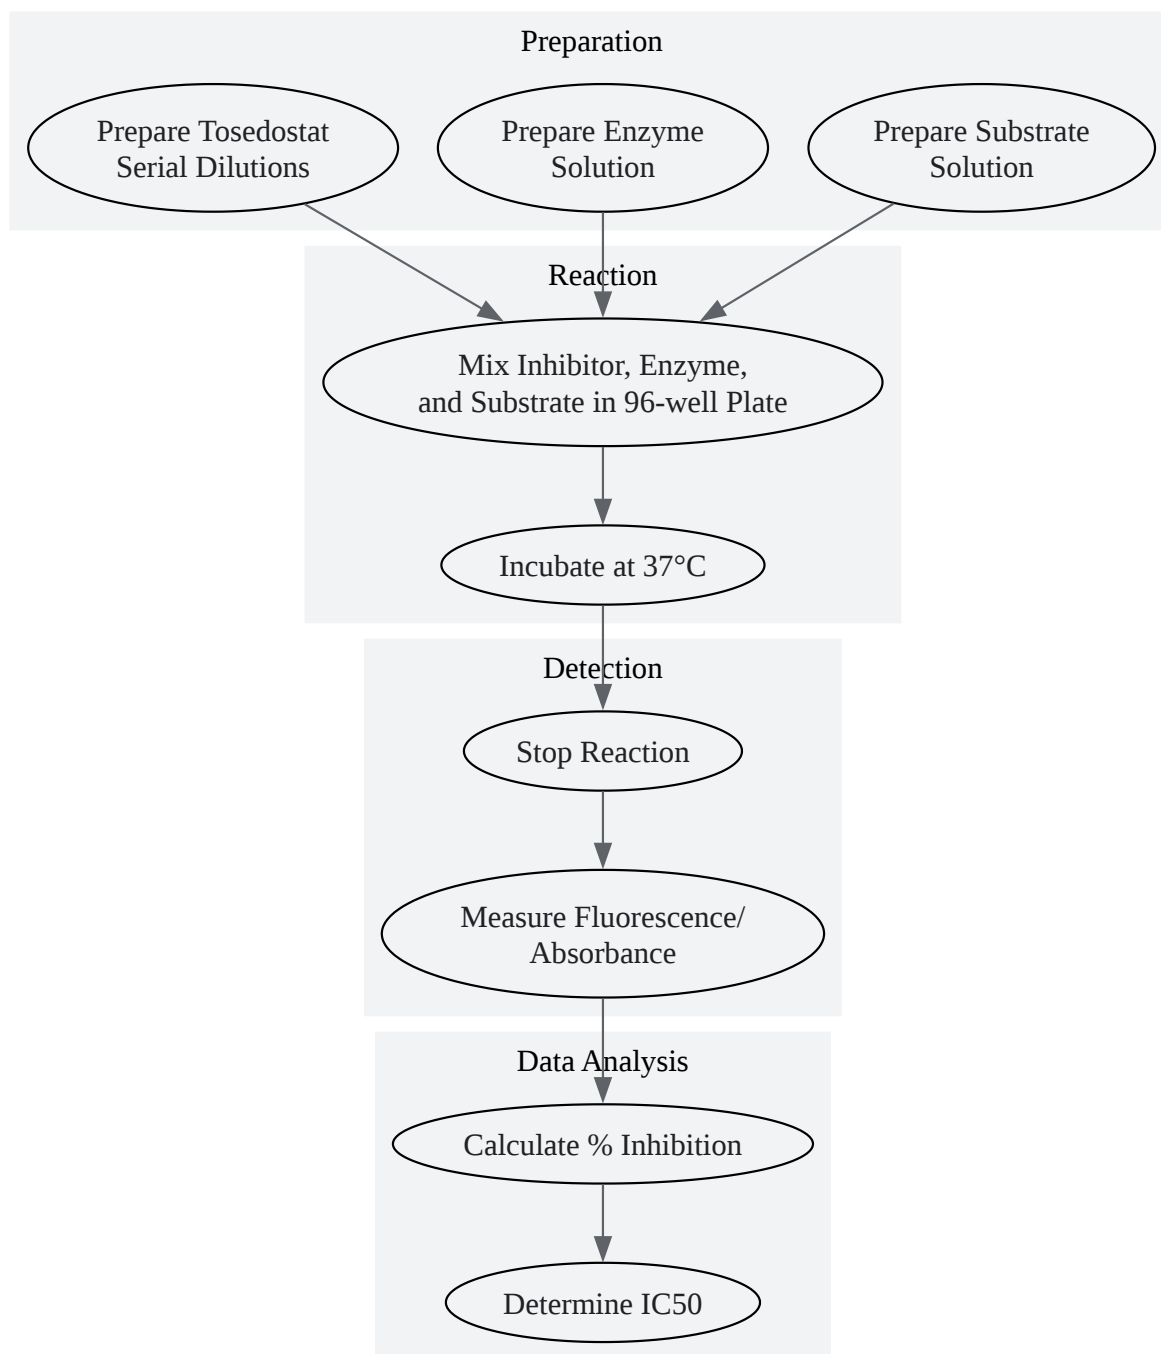 Preparation
Prepare Tosedostat
Serial Dilutions
Prepare Enzyme
Solution
Prepare Substrate
Solution
Reaction
Mix Inhibitor, Enzyme,
and Substrate in 96-well Plate
Incubate at 37°C
Detection
Stop Reaction
Measure Fluorescence/
Absorbance
Data Analysis
Calculate % Inhibition
Determine IC50